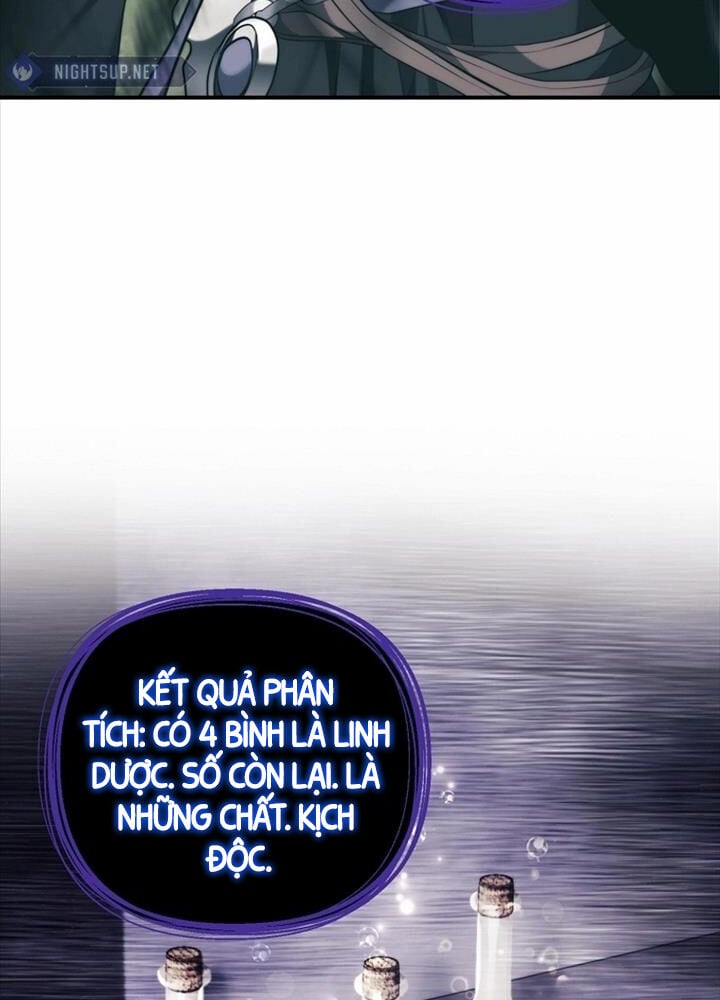 NIGHTSUP.NET
KẾT QUẢ PHÂN
TÍCH: CÓ 4 BÌNH LÀ LINH
DƯỢC. SỐ CÒN LẠI. LÀ
NHỮNG CHẤT. KỊCH
ĐỘC.